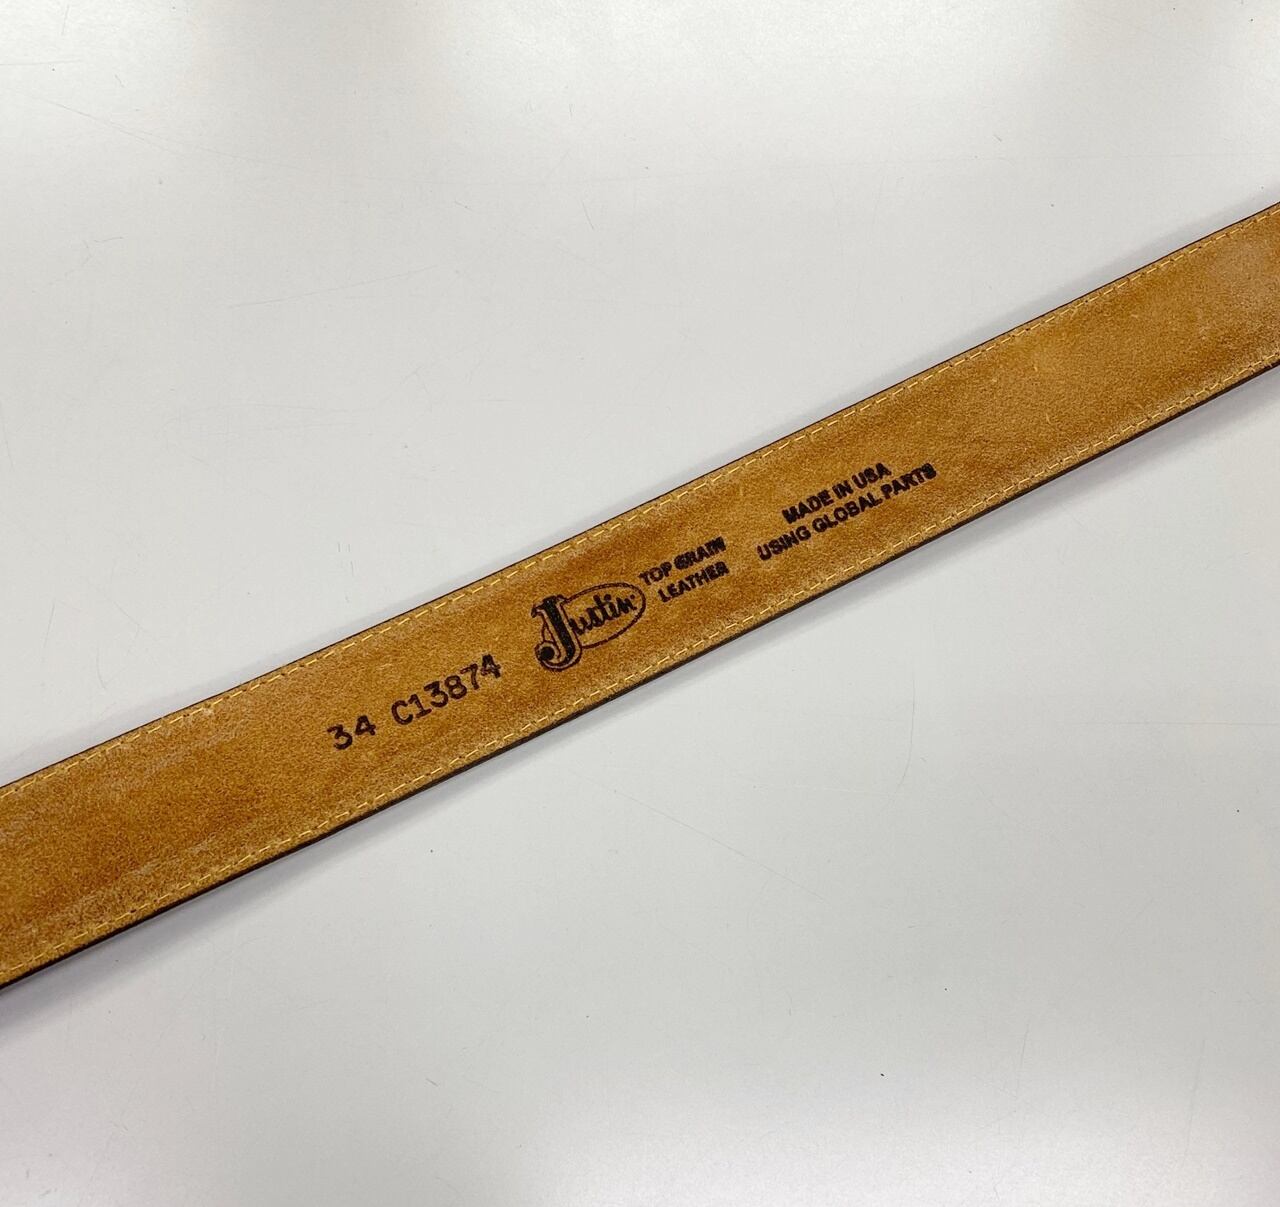 34 C13874
Justin
TOP GRAIN
LEATHER
MADE IN USA
USING GLOBAL PARTS